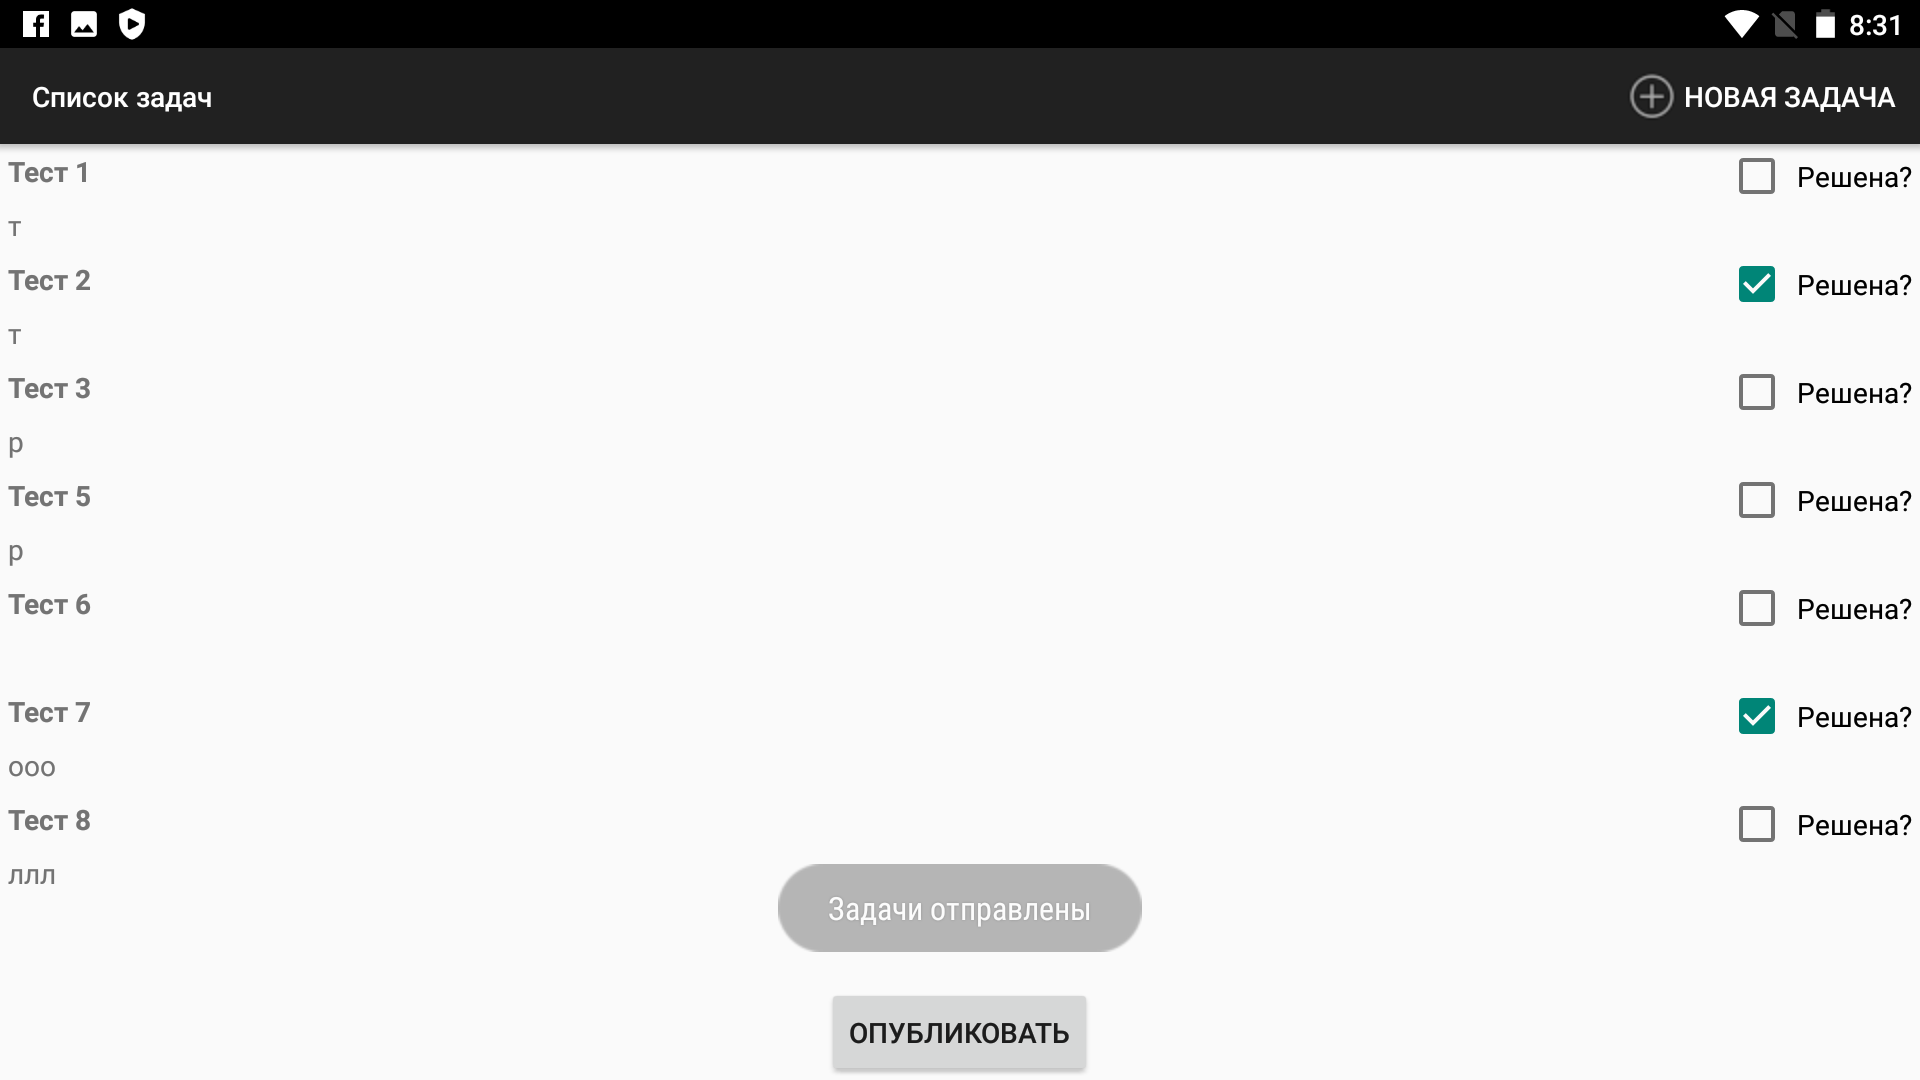 8:31
Список задач
НОВАЯ ЗАДАЧА
Тест 1
Решена?
т
Тест 2
Решена?
т
Тест 3
Решена?
р
Тест 5
Решена?
р
Тест 6
Решена?
Тест 7
Решена?
ооо
Тест 8
Решена?
ллл
Задачи отправлены
ОПУБЛИКОВАТЬ